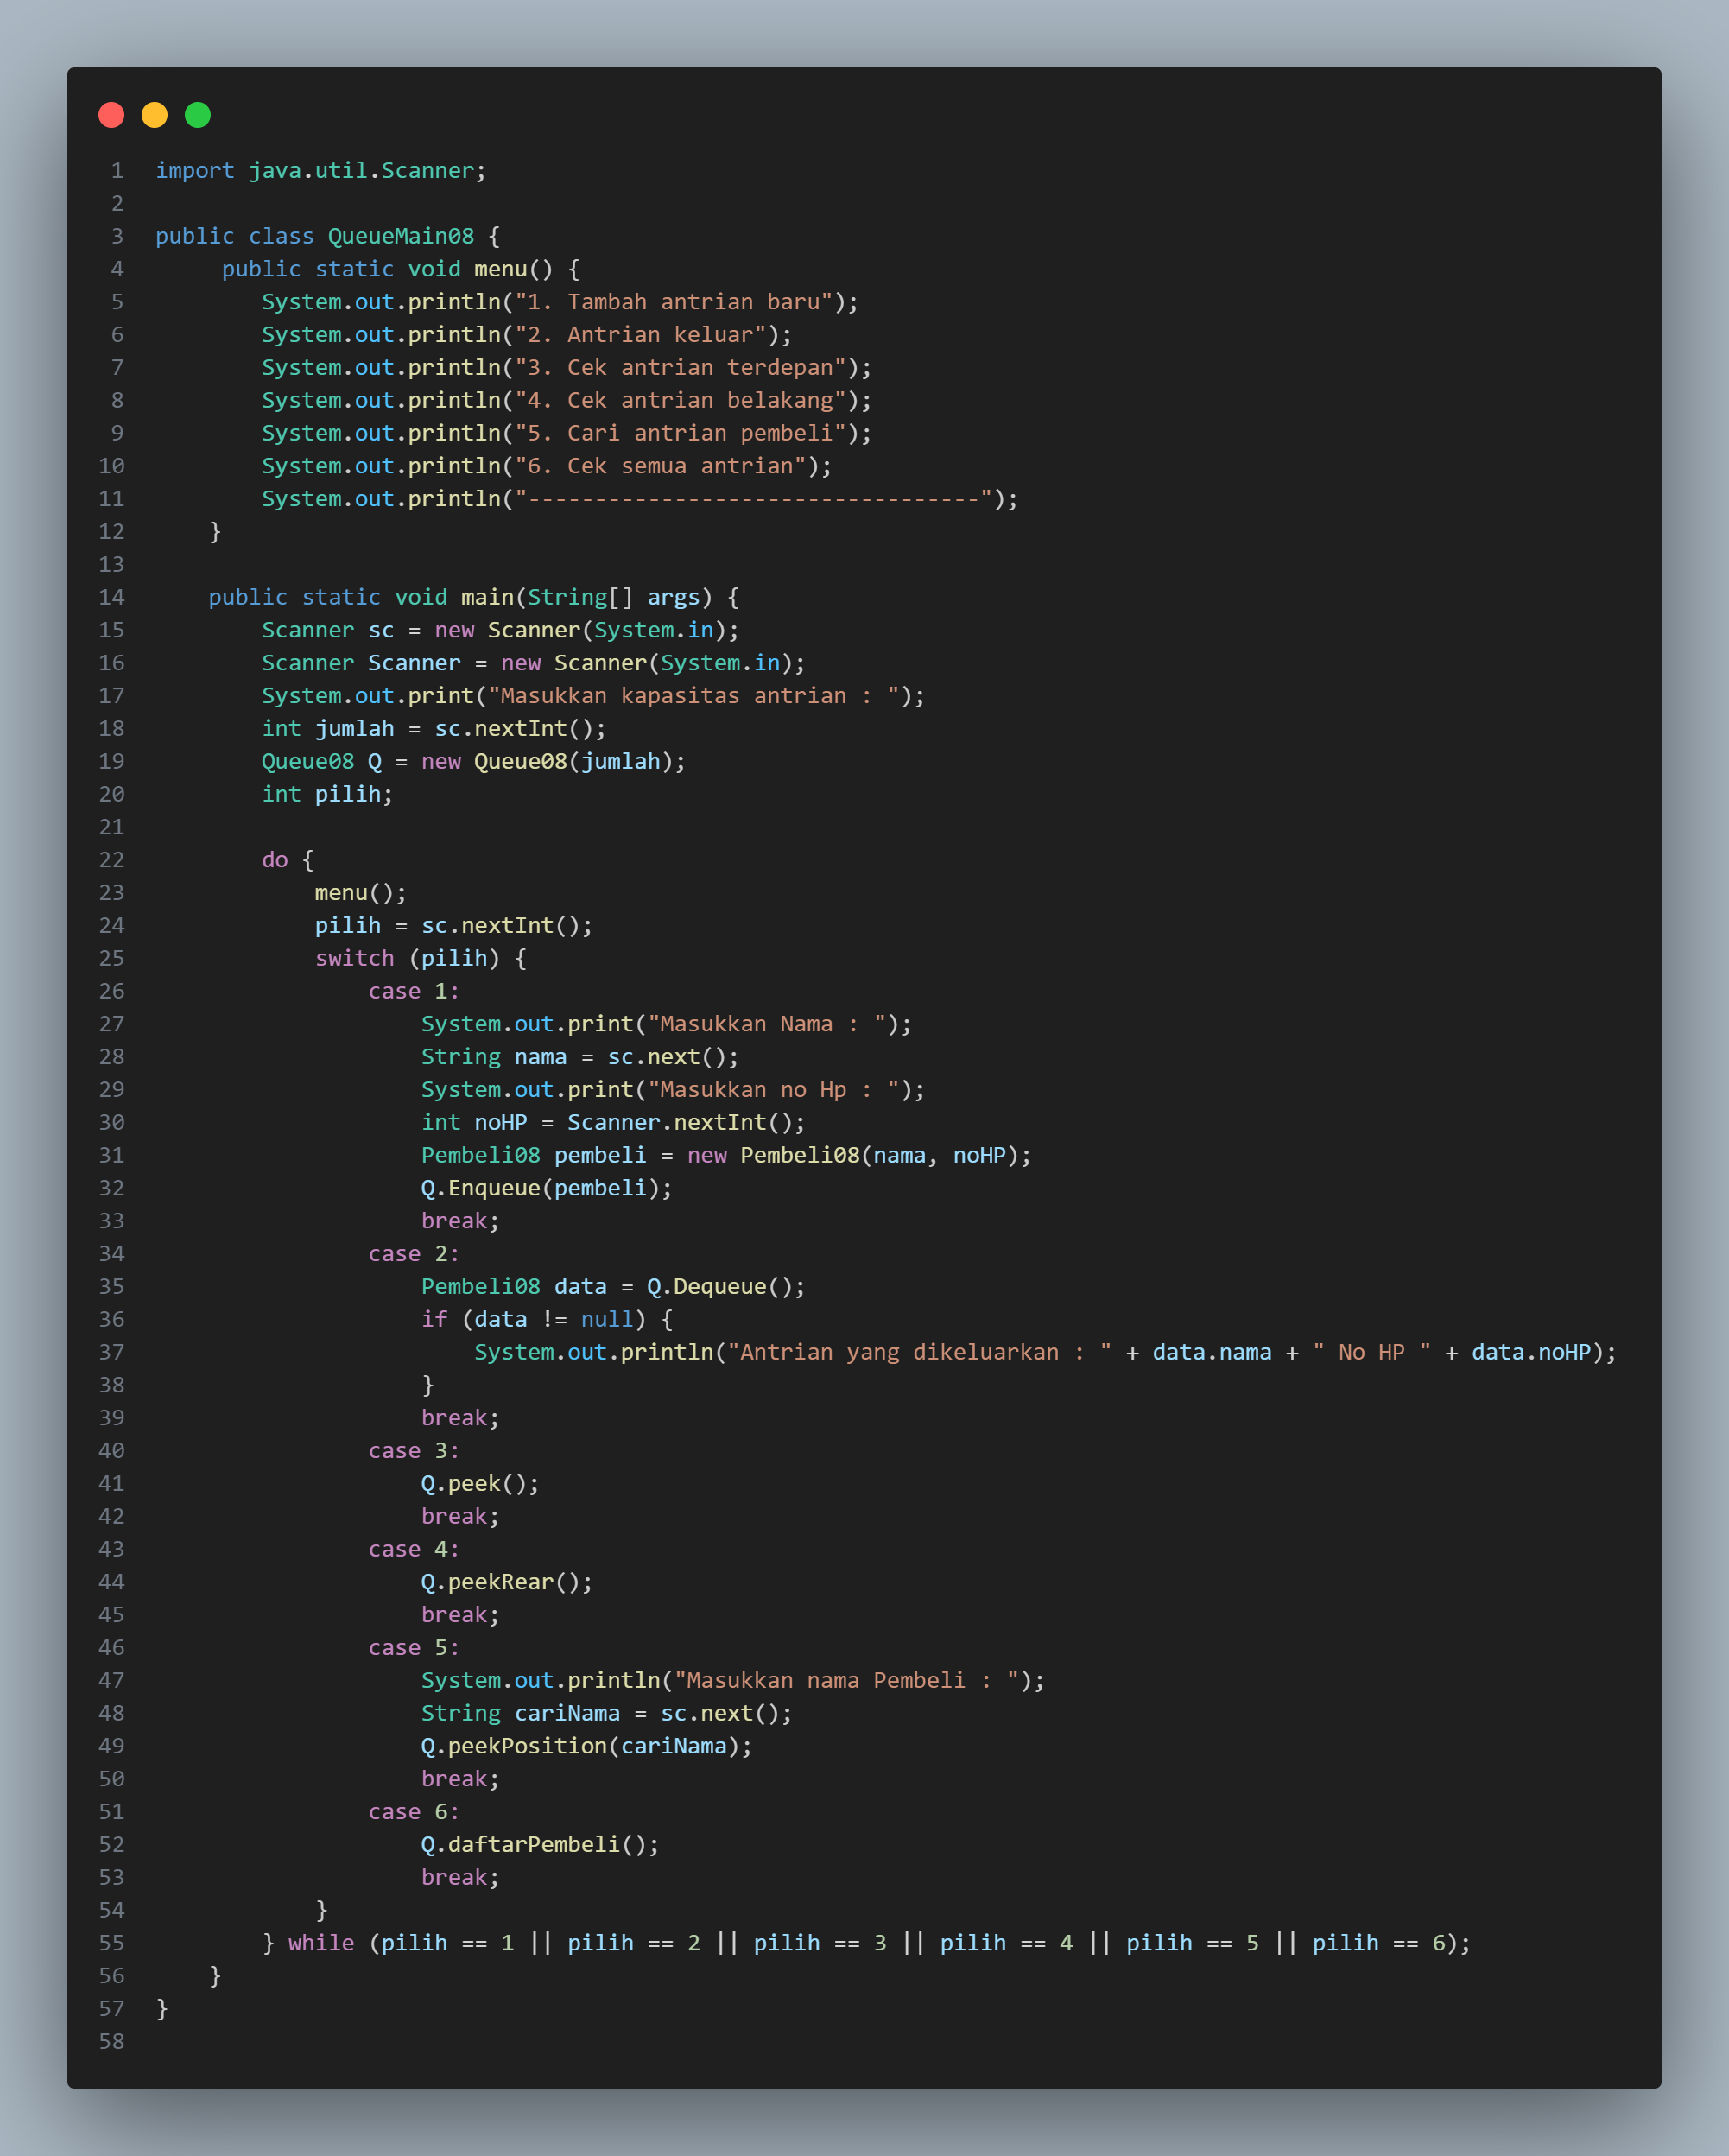 1 import java.util.Scanner;
2
3 public class QueueMain08 {
4      public static void menu() {
5         System.out.println("1. Tambah antrian baru");
6         System.out.println("2. Antrian keluar");
7         System.out.println("3. Cek antrian terdepan");
8         System.out.println("4. Cek antrian belakang");
9         System.out.println("5. Cari antrian pembeli");
10         System.out.println("6. Cek semua antrian");
11         System.out.println("----------------------------------");
12     }
13
14     public static void main(String[] args) {
15         Scanner sc = new Scanner(System.in);
16         Scanner Scanner = new Scanner(System.in);
17         System.out.print("Masukkan kapasitas antrian : ");
18         int jumlah = sc.nextInt();
19         Queue08 Q = new Queue08(jumlah);
20         int pilih;
21
22         do {
23             menu();
24             pilih = sc.nextInt();
25             switch (pilih) {
26                 case 1:
27                     System.out.print("Masukkan Nama : ");
28                     String nama = sc.next();
29                     System.out.print("Masukkan no Hp : ");
30                     int noHP = Scanner.nextInt();
31                     Pembeli08 pembeli = new Pembeli08(nama, noHP);
32                     Q.Enqueue(pembeli);
33                     break;
34                 case 2:
35                     Pembeli08 data = Q.Dequeue();
36                     if (data != null) {
37                         System.out.println("Antrian yang dikeluarkan : " + data.nama + " No HP " + data.noHP);
38                     }
39                     break;
40                 case 3:
41                     Q.peek();
42                     break;
43                 case 4:
44                     Q.peekRear();
45                     break;
46                 case 5:
47                     System.out.println("Masukkan nama Pembeli : ");
48                     String cariNama = sc.next();
49                     Q.peekPosition(cariNama);
50                     break;
51                 case 6:
52                     Q.daftarPembeli();
53                     break;
54             }
55         } while (pilih == 1 || pilih == 2 || pilih == 3 || pilih == 4 || pilih == 5 || pilih == 6);
56     }
57 }
58